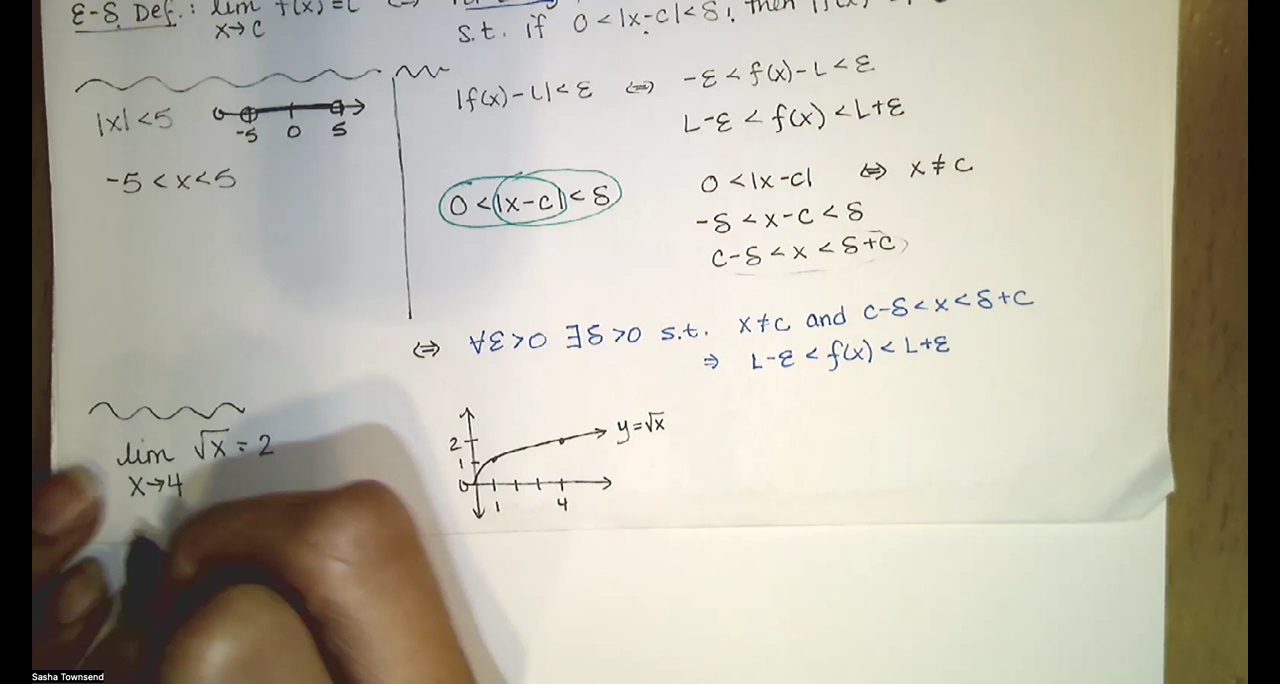 ε-δ Def.: lim f(x)=L ⇔
x→c
s.t. if 0<|x-c|<δ, then
|x|<5
-5 0 5
-5<x<5
|f(x)-L|<ε ⇔ -ε<f(x)-L<ε
L-ε<f(x)<L+ε
0<|x-c|<δ
0<|x-c| ⇔ x≠c
-δ<x-c<δ
c-δ<x<δ+c
⇔ ∀ε>0 ∃δ>0 s.t. x≠c and c-δ<x<δ+c
⇒ L-ε<f(x)<L+ε
lim √x=2
x→4
y=√x
2
1
0
1 4
Sasha Townsend